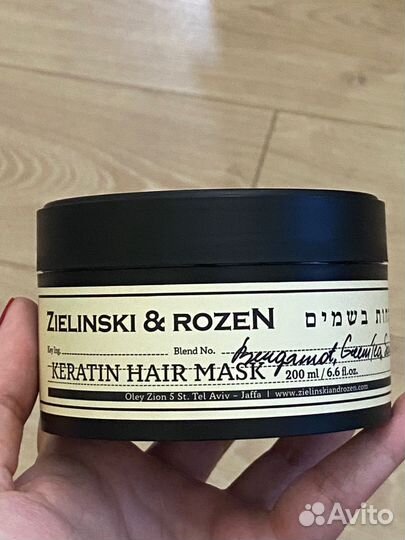 ZIELINSKI & ROZEN
בשמים
Key Ing. Blend No. Bergamot, Green tea,
KERATIN HAIR MASK 200 ml / 6.6 fl.oz.
Oley Zion 5 St. Tel Aviv – Jaffa | www.zielinskiandrozen.com
Avito